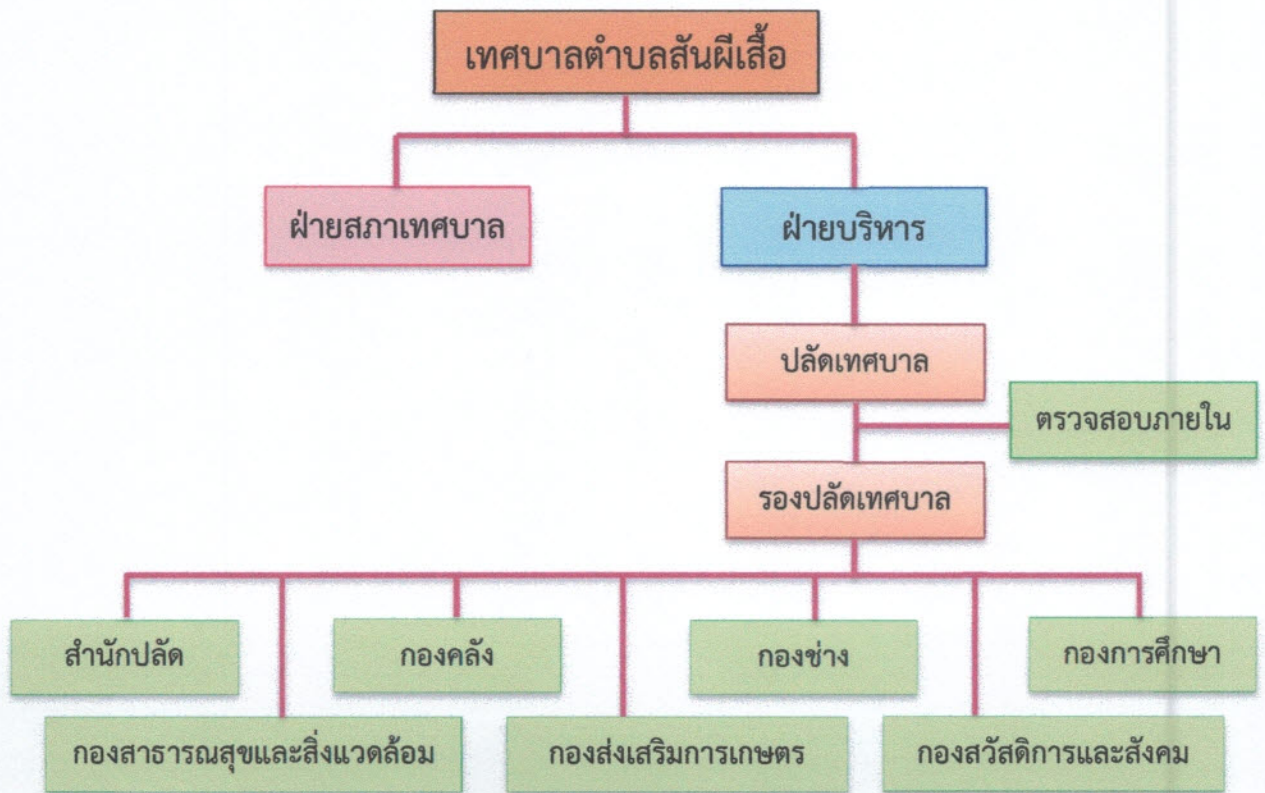 เทศบาลตำบลสันผีเสื้อ
ฝ่ายสภาเทศบาล
ฝ่ายบริหาร
ปลัดเทศบาล
ตรวจสอบภายใน
รองปลัดเทศบาล
สำนักปลัด
กองคลัง
กองช่าง
กองการศึกษา
กองสาธารณสุขและสิ่งแวดล้อม
กองส่งเสริมการเกษตร
กองสวัสดิการและสังคม